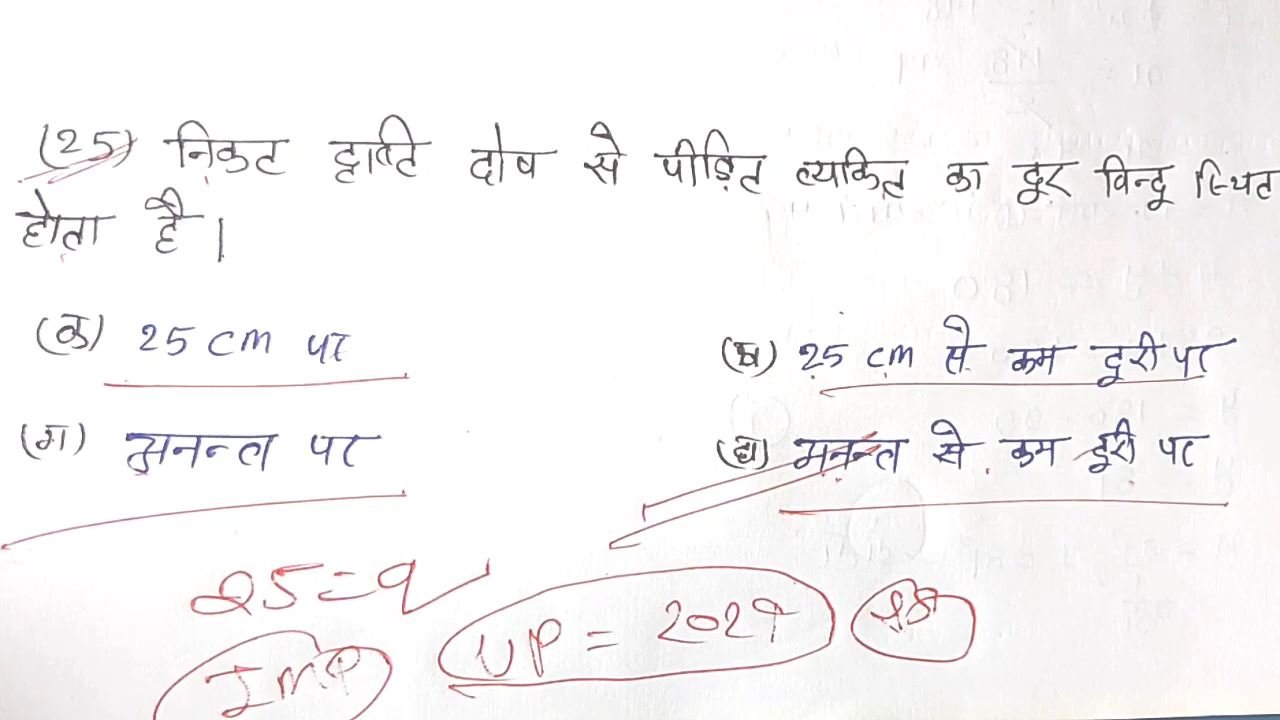 (25) निकट दृष्टि दोष से पीड़ित व्यक्ति का दूर विन्दू स्थित
होता है।
(क) 25 cm पर (ख) 25 cm से कम दूरी पर
(ग) अनन्त पर (घ) अनन्त से कम दूरी पर
25=9
UP = 2027
Imp